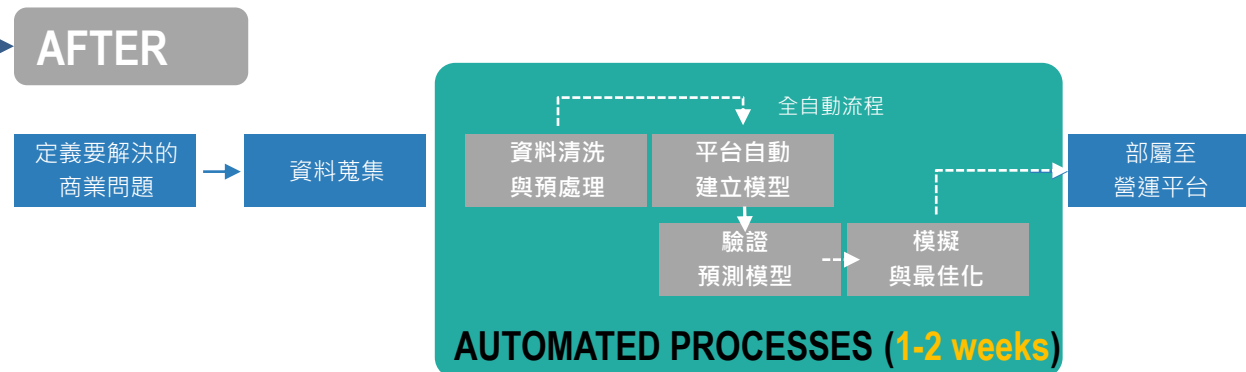 AFTER
全自動流程
定義要解決的
商業問題
資料蒐集
資料清洗
與預處理
平台自動
建立模型
驗證
預測模型
模擬
與最佳化
部屬至
營運平台
AUTOMATED PROCESSES (1-2 weeks)